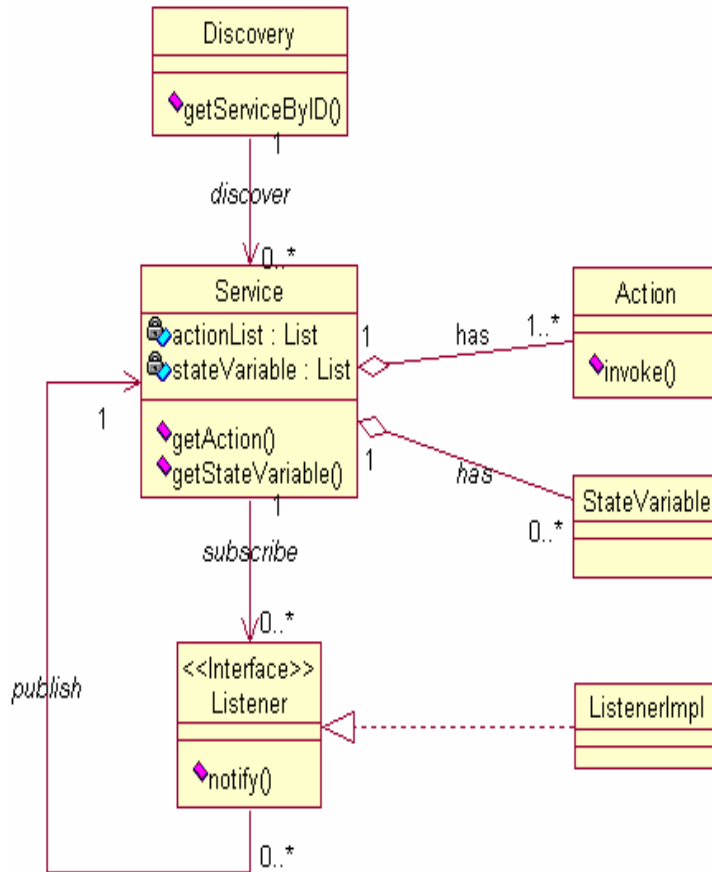 Discovery
getServiceByID()
1
discover
0..*
Service
actionList : List
stateVariable : List
getAction()
getStateVariable()
1
has
1..*
Action
invoke()
1
has
0..*
StateVariable
1
1
subscribe
0..*
<<Interface>>
Listener
notify()
publish
0..*
ListenerImpl